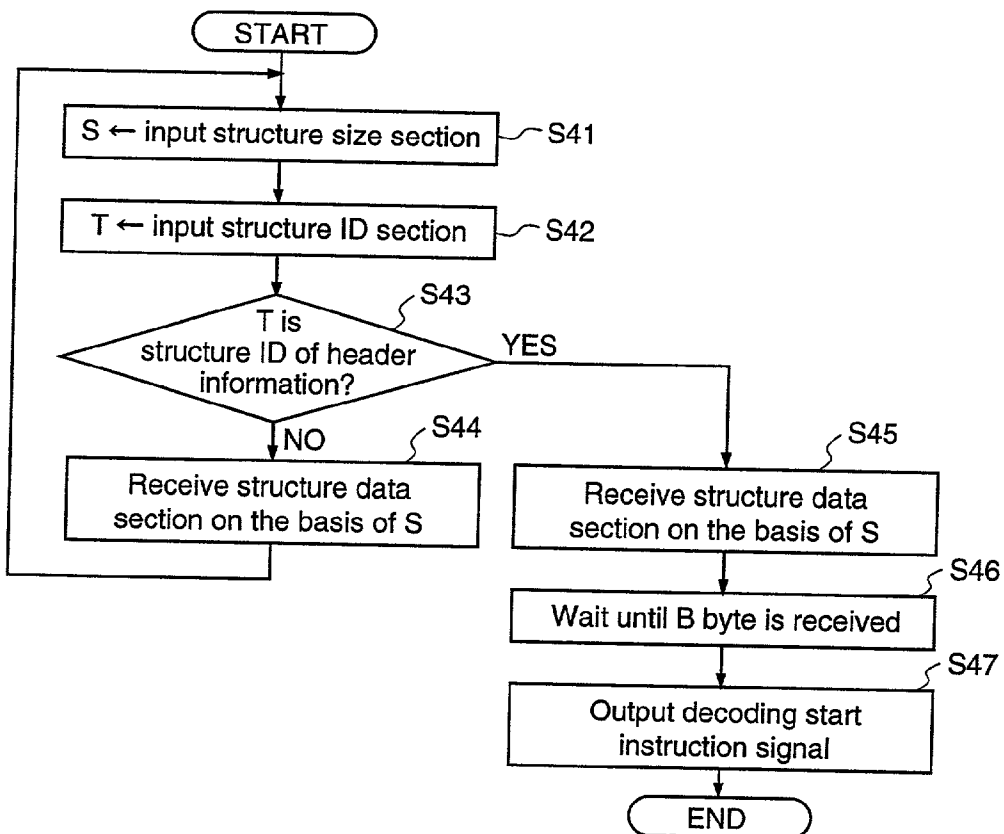 START
S ← input structure size section
S41
T ← input structure ID section
S42
S43
T is
structure ID of header
information?
YES
NO
S44
Receive structure data
section on the basis of S
S45
Receive structure data
section on the basis of S
S46
Wait until B byte is received
S47
Output decoding start
instruction signal
END